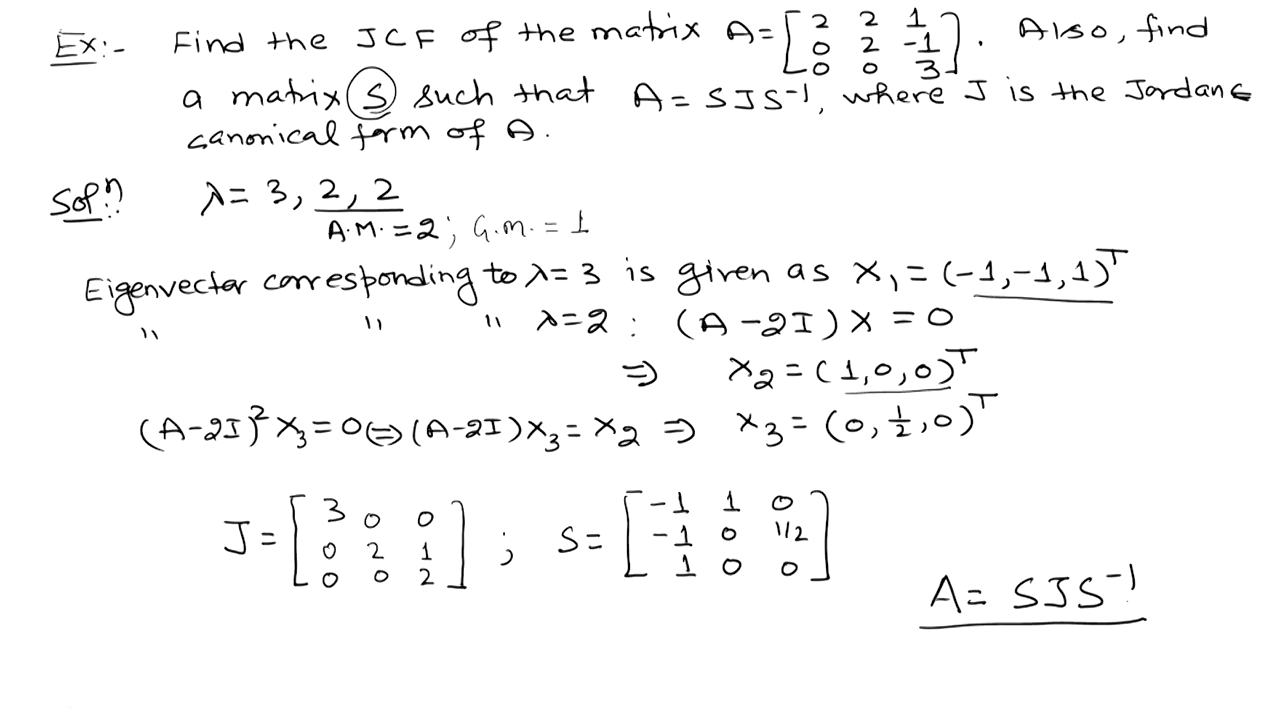 Ex:- Find the JCF of the matrix A = [2 2 1; 0 2 -1; 0 0 3]. Also, find
a matrix S such that A = SJS⁻¹, where J is the Jordan
canonical form of A.
Solⁿ: λ = 3, 2, 2
A.M. = 2; G.m. = 1
Eigenvector corresponding to λ = 3 is given as x₁ = (-1, -1, 1)ᵀ
" " " λ = 2 : (A - 2I) x = 0
⇒ x₂ = (1, 0, 0)ᵀ
(A-2I)² x₃ = 0 ⇔ (A-2I) x₃ = x₂ ⇒ x₃ = (0, 1/2, 0)ᵀ
J = [3 0 0; 0 2 1; 0 0 2] ; S = [-1 1 0; -1 0 1/2; 1 0 0]
A = SJS⁻¹